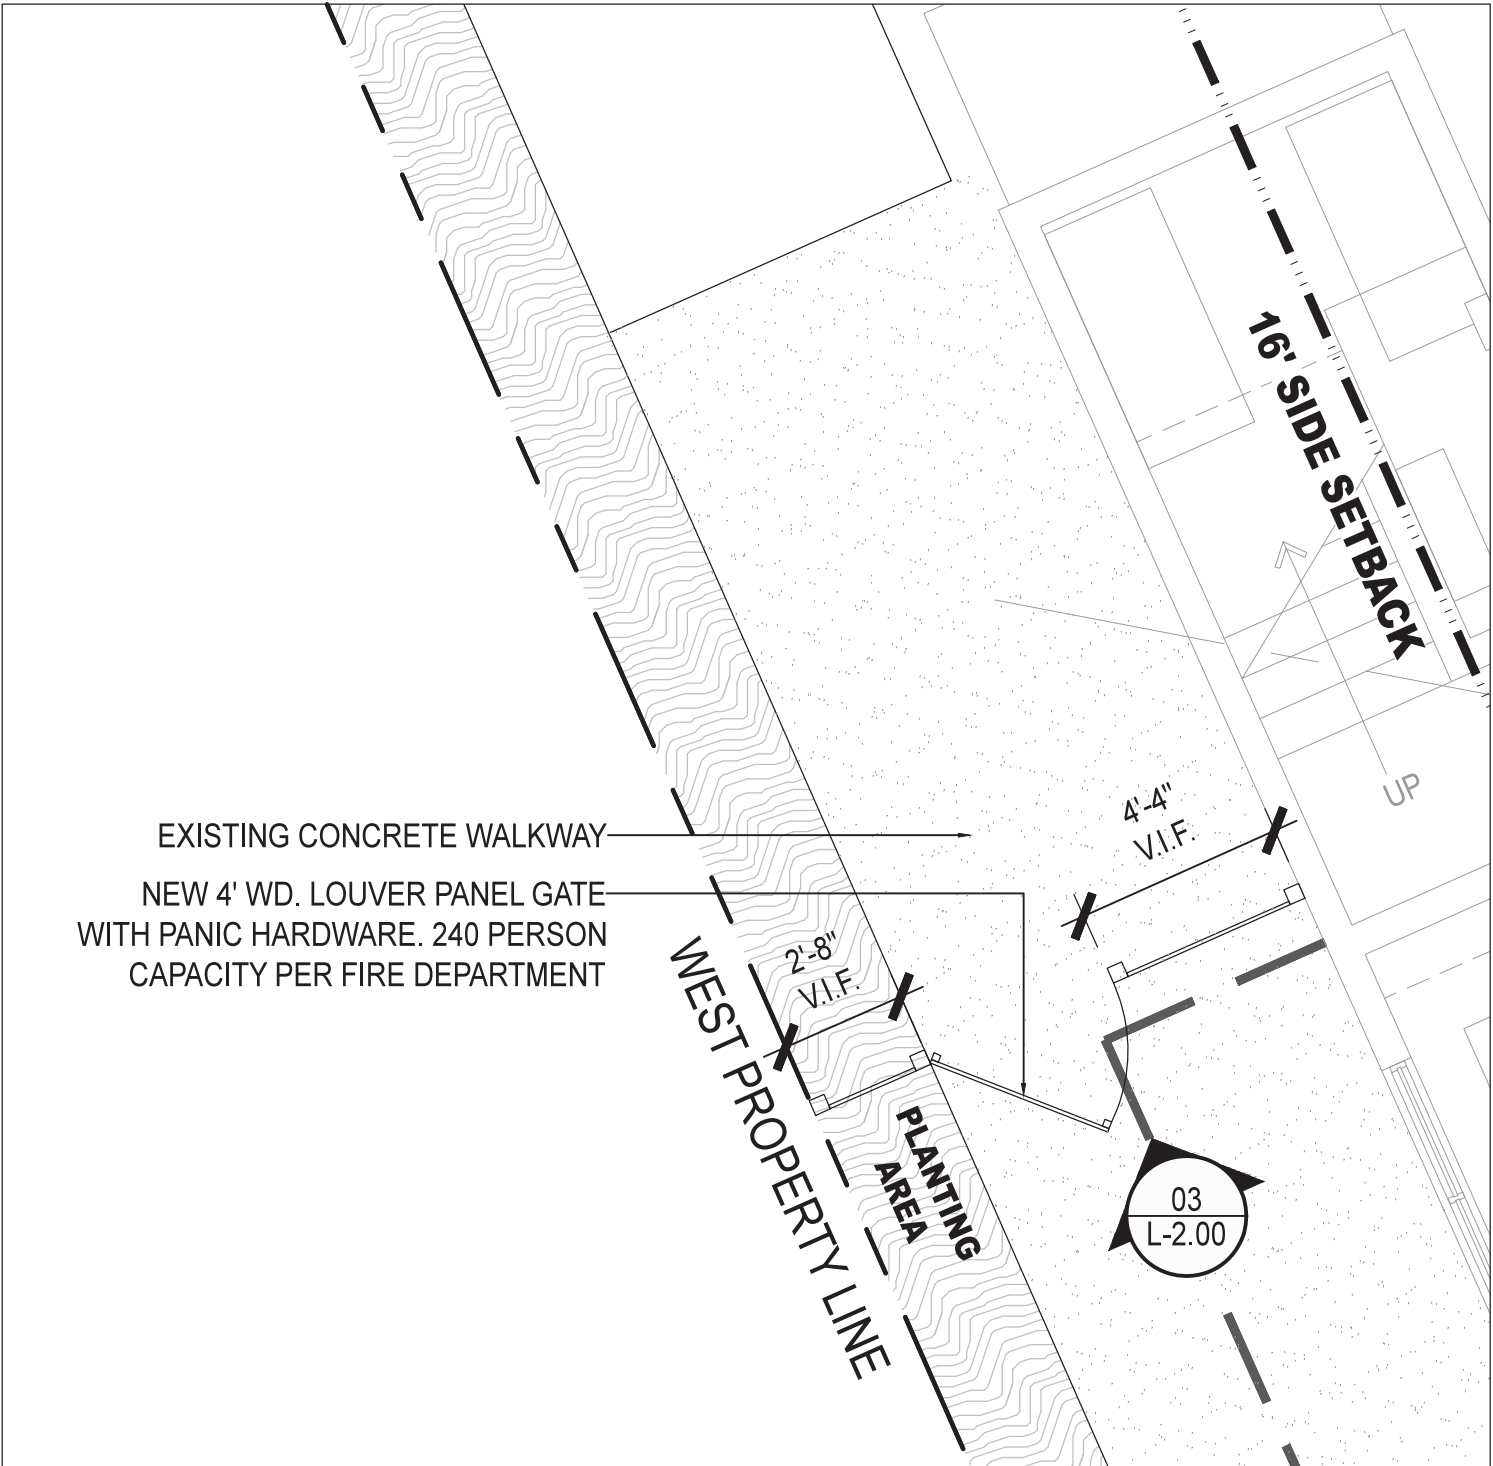 16' SIDE SETBACK
UP
4'-4"
V.I.F.
EXISTING CONCRETE WALKWAY
NEW 4' WD. LOUVER PANEL GATE
WITH PANIC HARDWARE. 240 PERSON
CAPACITY PER FIRE DEPARTMENT
2'-8"
V.I.F.
WEST PROPERTY LINE
PLANTING
AREA
03
L-2.00